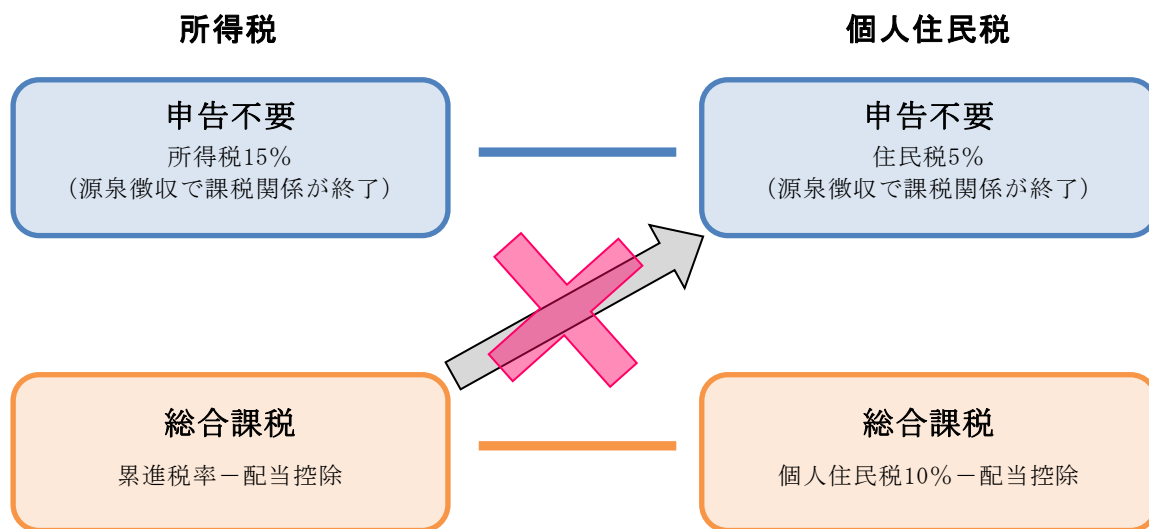 所得税
個人住民税
申告不要
所得税15%
(源泉徴収で課税関係が終了)
申告不要
住民税5%
(源泉徴収で課税関係が終了)
総合課税
累進税率－配当控除
総合課税
個人住民税10%－配当控除